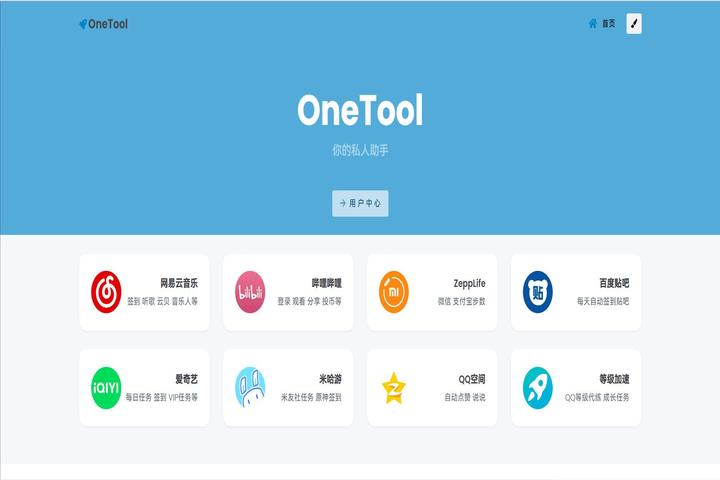 OneTool
首页
OneTool
你的私人助手
用户中心
网易云音乐
签到 听歌 云贝 音乐人等
bilibili
哔哩哔哩
登录 观看 分享 投币等
mi
ZeppLife
微信 支付宝步数
贴
百度贴吧
每天自动签到贴吧
iQIYI
爱奇艺
每日任务 签到 VIP任务等
米哈游
米友社任务 原神签到
QQ空间
自动点赞 说说
等级加速
QQ等级代练 成长任务